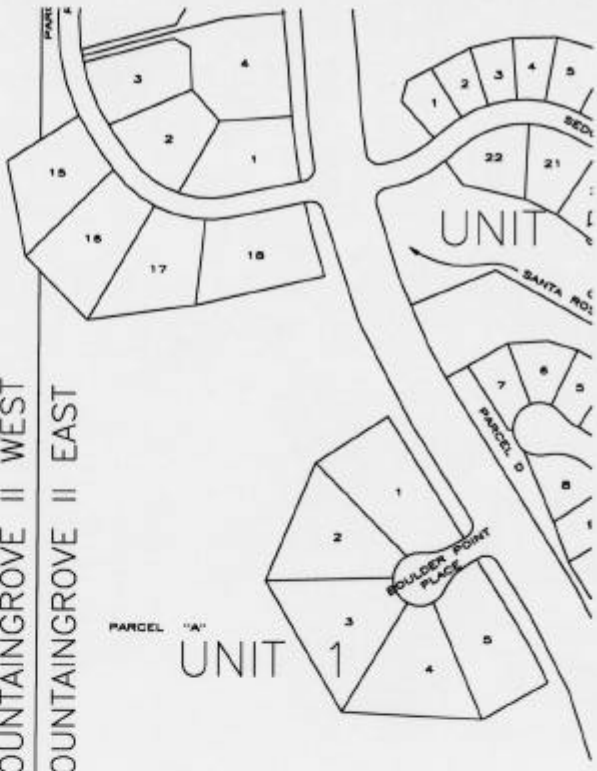 3
4
2
1
15
16
17
18
1
2
3
4
5
22
21
UNIT
SANTA
7
6
5
8
PARCEL D
1
2
3
4
5
BOULDER POINT
PLACE
PARCEL "A"
UNIT 1
OUNTAINGROVE II WEST
OUNTAINGROVE II EAST